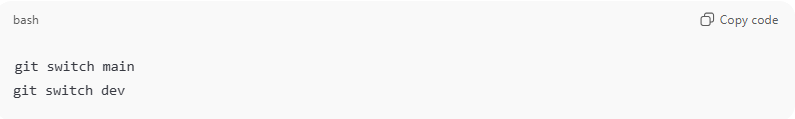 bash
Copy code
git switch main
git switch dev